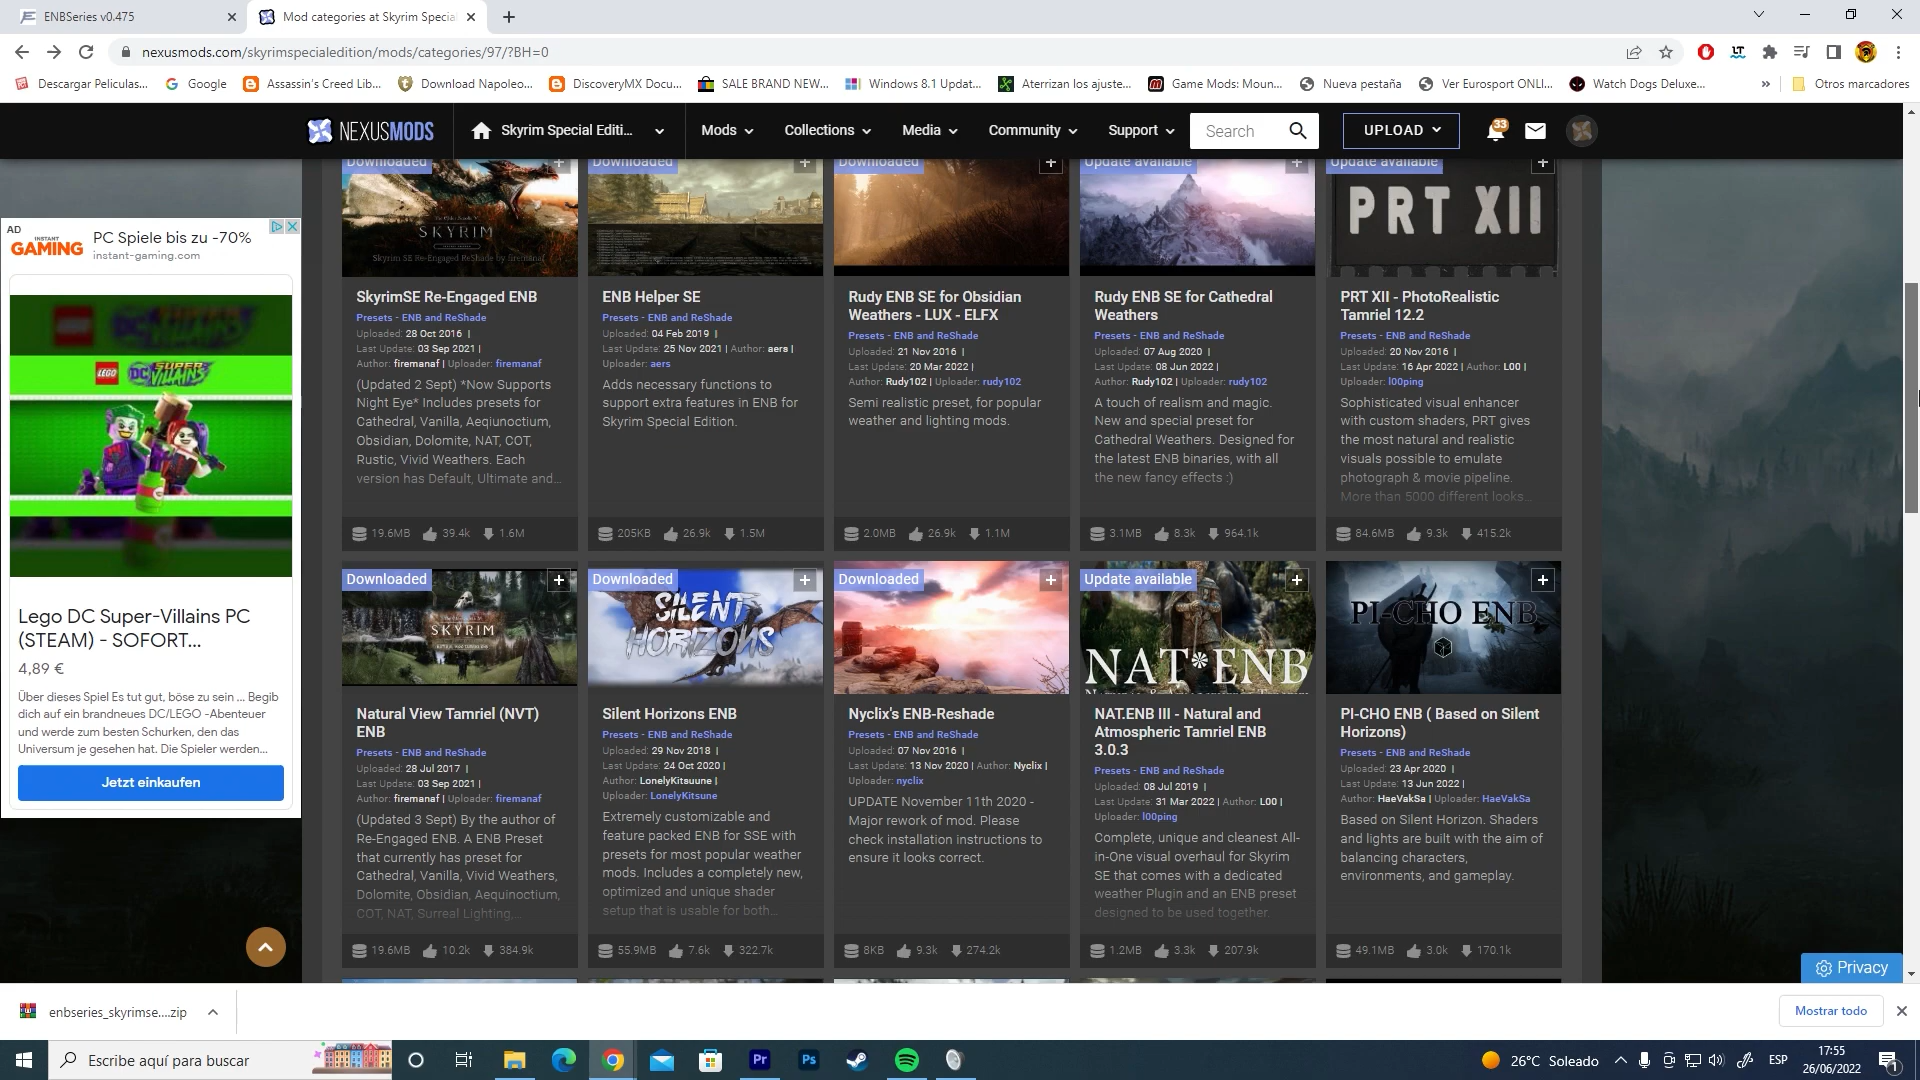 ENBSeries v0.475
Mod categories at Skyrim Specia
nexusmods.com/skyrimspecialedition/mods/categories/97/?BH=0
Descargar Peliculas...
Google
Assassin's Creed Lib...
Download Napoleo...
DiscoveryMX Docu...
SALE BRAND NEW...
Windows 8.1 Updat...
Aterrizan los ajuste...
Game Mods: Moun...
Nueva pestaña
Ver Eurosport ONLI...
Watch Dogs Deluxe...
»
Otros marcadores
NEXUSMODS
Skyrim Special Editi...
Mods
Collections
Media
Community
Support
Search
UPLOAD
33
Downloaded
Downloaded
Downloaded
Update available
Update available
SKYRIM
Skyrim SE Re-Engaged ReShade by firemanaf
PRT XII
AD
INSTANT GAMING
PC Spiele bis zu -70%
instant-gaming.com
LEGO DC SUPER-VILLAINS
Lego DC Super-Villains PC
(STEAM) - SOFORT...
4,89 €
Über dieses Spiel Es tut gut, böse zu sein ... Begib
dich auf ein brandneues DC/LEGO -Abenteuer
und werde zum besten Schurken, den das
Universum je gesehen hat. Die Spieler werden...
Jetzt einkaufen
SkyrimSE Re-Engaged ENB
Presets - ENB and ReShade
Uploaded: 28 Oct 2016 |
Last Update: 03 Sep 2021 |
Author: firemanaf | Uploader: firemanaf
(Updated 2 Sept) *Now Supports
Night Eye* Includes presets for
Cathedral, Vanilla, Aeqiunoctium,
Obsidian, Dolomite, NAT, COT,
Rustic, Vivid Weathers. Each
version has Default, Ultimate and...
19.6MB 39.4k 1.6M
ENB Helper SE
Presets - ENB and ReShade
Uploaded: 04 Feb 2019 |
Last Update: 25 Nov 2021 | Author: aers |
Uploader: aers
Adds necessary functions to
support extra features in ENB for
Skyrim Special Edition.
205KB 26.9k 1.5M
Rudy ENB SE for Obsidian
Weathers - LUX - ELFX
Presets - ENB and ReShade
Uploaded: 21 Nov 2016 |
Last Update: 20 Mar 2022 |
Author: Rudy102 | Uploader: rudy102
Semi realistic preset, for popular
weather and lighting mods.
2.0MB 26.9k 1.1M
Rudy ENB SE for Cathedral
Weathers
Presets - ENB and ReShade
Uploaded: 07 Aug 2020 |
Last Update: 08 Jun 2022 |
Author: Rudy102 | Uploader: rudy102
A touch of realism and magic.
New and special preset for
Cathedral Weathers. Designed for
the latest ENB binaries, with all
the new fancy effects :)
3.1MB 8.3k 964.1k
PRT XII - PhotoRealistic
Tamriel 12.2
Presets - ENB and ReShade
Uploaded: 20 Nov 2016 |
Last Update: 16 Apr 2022 | Author: L00 |
Uploader: l00ping
Sophisticated visual enhancer
with custom shaders, PRT gives
the most natural and realistic
visuals possible to emulate
photograph & movie pipeline.
More than 5000 different looks...
84.6MB 9.3k 415.2k
Downloaded
SKYRIM
Natural View Tamriel (NVT)
ENB
Presets - ENB and ReShade
Uploaded: 28 Jul 2017 |
Last Update: 03 Sep 2021 |
Author: firemanaf | Uploader: firemanaf
(Updated 3 Sept) By the author of
Re-Engaged ENB. A ENB Preset
that currently has preset for
Cathedral, Vanilla, Vivid Weathers,
Dolomite, Obsidian, Aequinoctium,
COT, NAT, Surreal Lighting,...
19.6MB 10.2k 384.9k
Downloaded
SILENT
HORIZONS
Silent Horizons ENB
Presets - ENB and ReShade
Uploaded: 29 Nov 2018 |
Last Update: 24 Oct 2020 |
Author: LonelyKitsuune |
Uploader: LonelyKitsune
Extremely customizable and
feature packed ENB for SSE with
presets for most popular weather
mods. Includes a completely new,
optimized and unique shader
setup that is usable for both...
55.9MB 7.6k 322.7k
Downloaded
Nyclix's ENB-Reshade
Presets - ENB and ReShade
Uploaded: 07 Nov 2016 |
Last Update: 13 Nov 2020 | Author: Nyclix |
Uploader: nyclix
UPDATE November 11th 2020 -
Major rework of mod. Please
check installation instructions to
ensure it looks correct.
8KB 9.3k 274.2k
Update available
NAT ENB
NAT.ENB III - Natural and
Atmospheric Tamriel ENB
3.0.3
Presets - ENB and ReShade
Uploaded: 08 Jul 2019 |
Last Update: 31 Mar 2022 | Author: L00 |
Uploader: l00ping
Complete, unique and cleanest All-
in-One visual overhaul for Skyrim
SE that comes with a dedicated
weather Plugin and an ENB preset
designed to be used together.
1.2MB 3.3k 207.9k
PI-CHO ENB
PI-CHO ENB ( Based on Silent
Horizons)
Presets - ENB and ReShade
Uploaded: 23 Apr 2020 |
Last Update: 13 Jun 2022 |
Author: HaeVakSa | Uploader: HaeVakSa
Based on Silent Horizon. Shaders
and lights are built with the aim of
balancing characters,
environments, and gameplay.
49.1MB 3.0k 170.1k
Privacy
enbseries_skyrimse....zip
Mostrar todo
Escribe aquí para buscar
Pr
Ps
26°C Soleado
ESP
17:55
26/06/2022
1